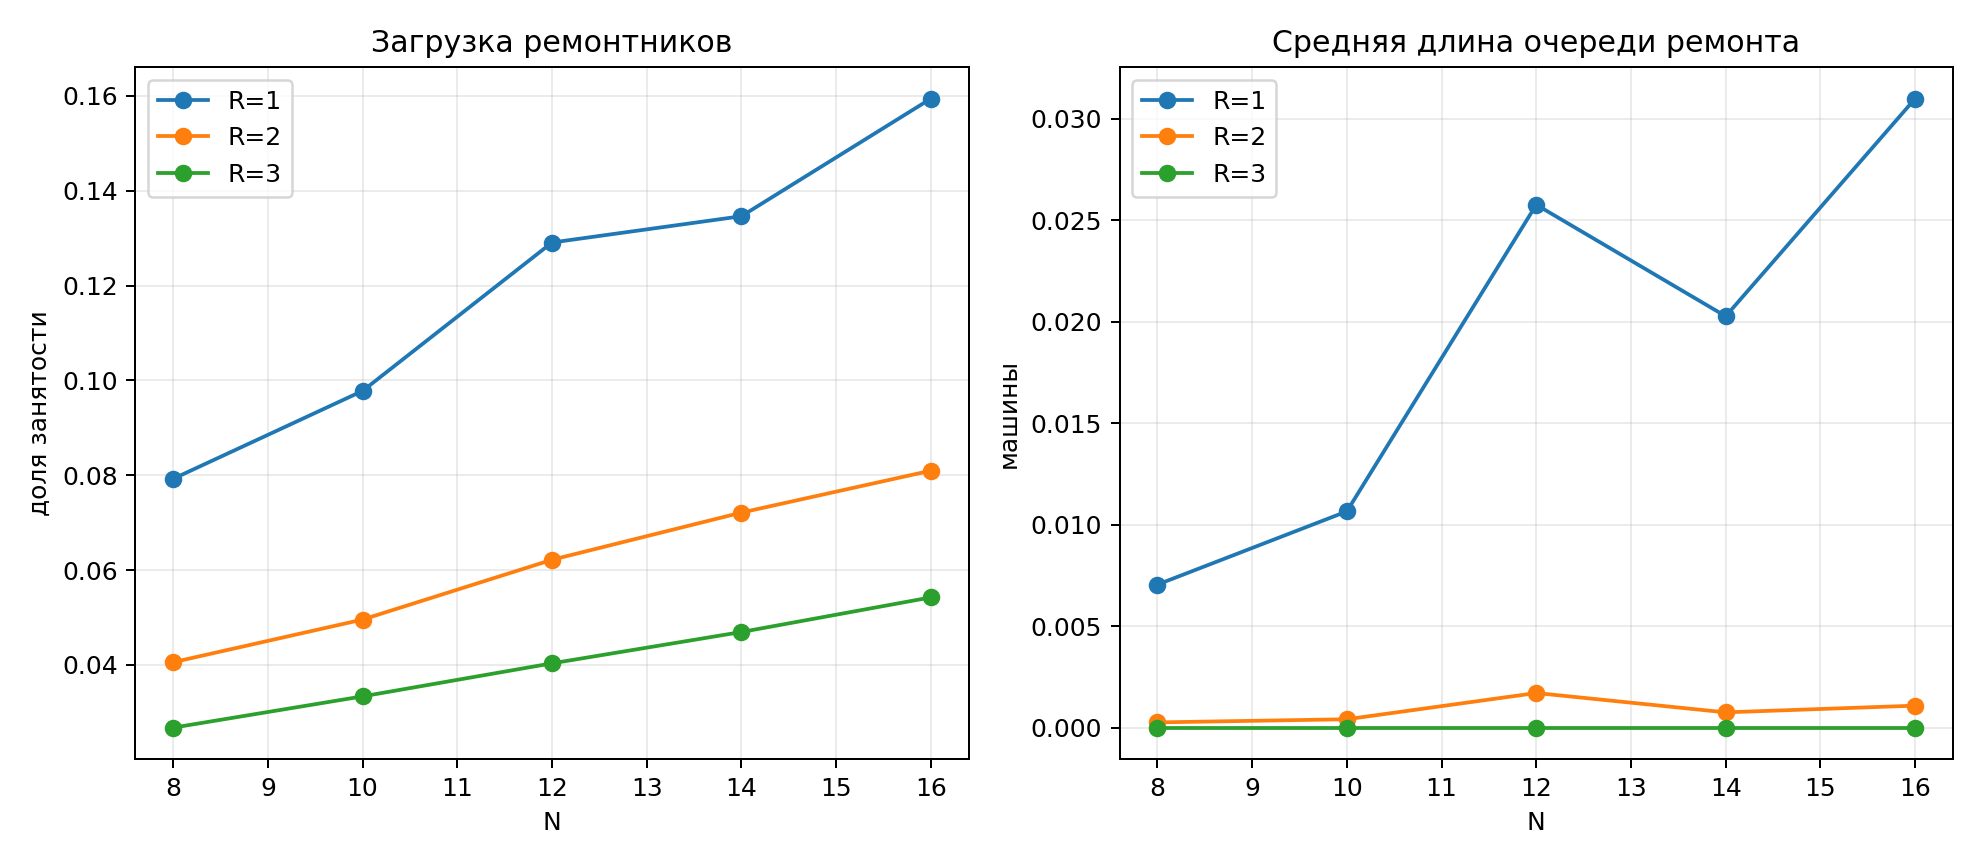 Загрузка ремонтников
доля занятости
0.16
0.14
0.12
0.10
0.08
0.06
0.04
R=1
R=2
R=3
8 9 10 11 12 13 14 15 16
N
Средняя длина очереди ремонта
машины
0.030
0.025
0.020
0.015
0.010
0.005
0.000
R=1
R=2
R=3
8 9 10 11 12 13 14 15 16
N